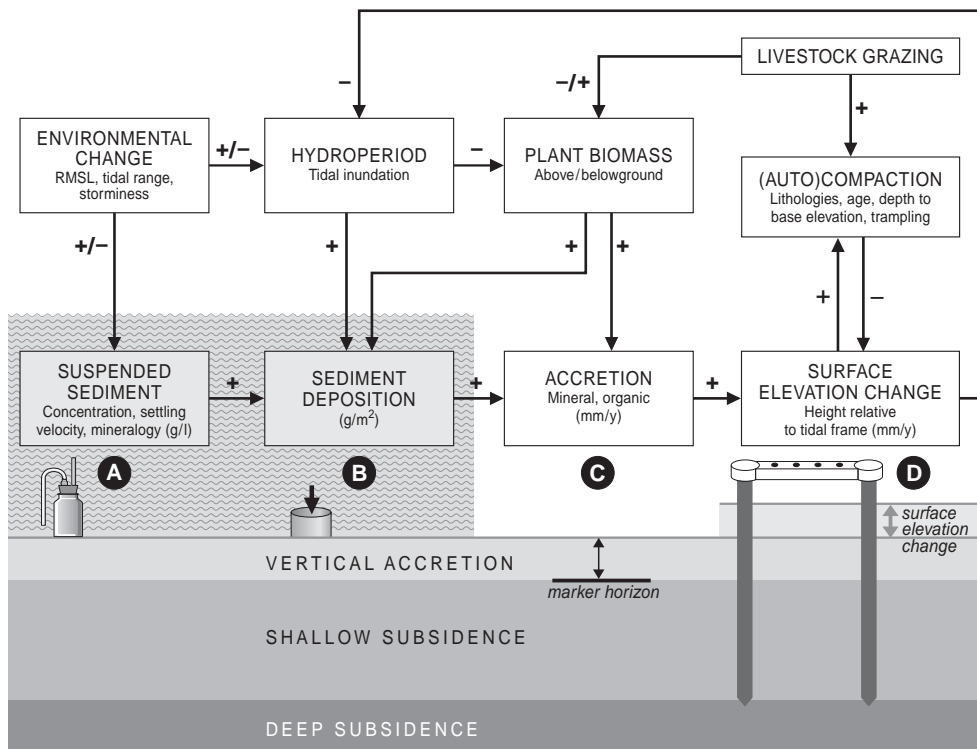 LIVESTOCK GRAZING
–
–/+
+
ENVIRONMENTAL
CHANGE
RMSL, tidal range,
storminess
+/–
HYDROPERIOD
Tidal inundation
–
PLANT BIOMASS
Above/belowground
(AUTO)COMPACTION
Lithologies, age, depth to
base elevation, trampling
+/–
+
+
+
+
–
SUSPENDED
SEDIMENT
Concentration, settling
velocity, mineralogy (g/l)
+
SEDIMENT
DEPOSITION
(g/m²)
+
ACCRETION
Mineral, organic
(mm/y)
+
SURFACE
ELEVATION CHANGE
Height relative
to tidal frame (mm/y)
A
B
C
D
surface
elevation
change
VERTICAL ACCRETION
marker horizon
SHALLOW SUBSIDENCE
DEEP SUBSIDENCE